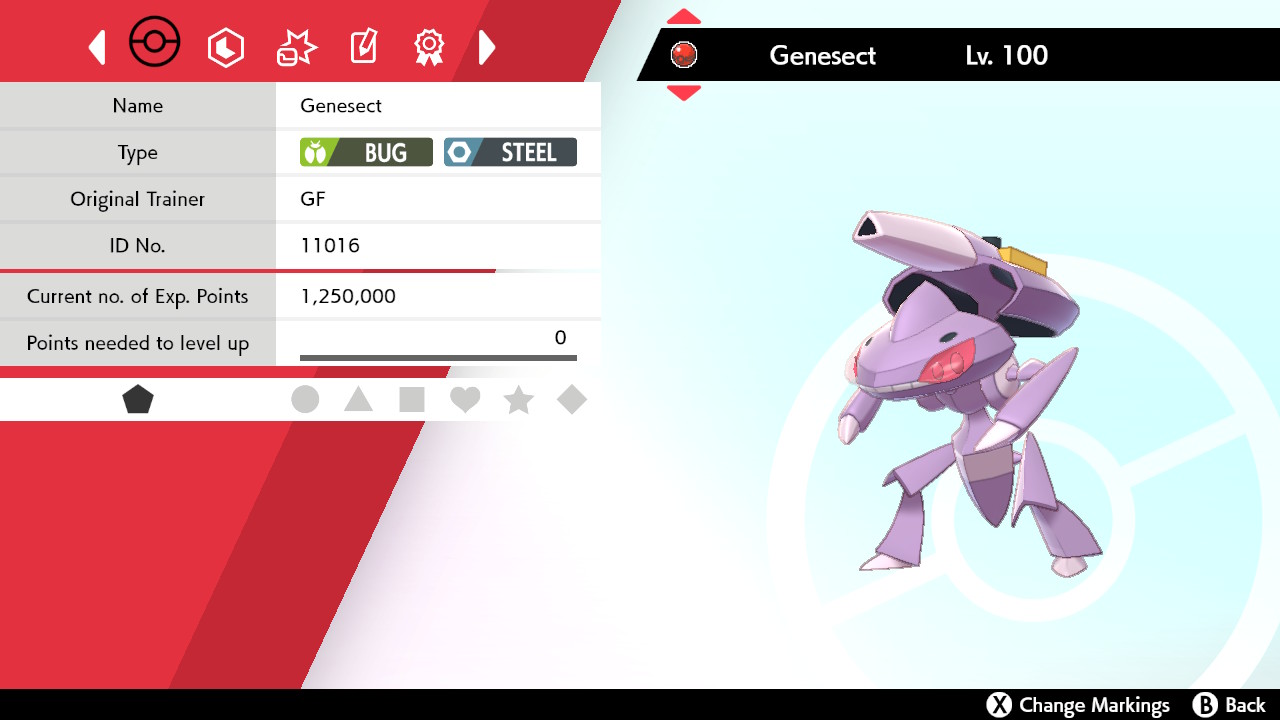 Genesect Lv. 100
Name Genesect
Type BUG STEEL
Original Trainer GF
ID No. 11016
Current no. of Exp. Points 1,250,000
Points needed to level up 0
X Change Markings B Back